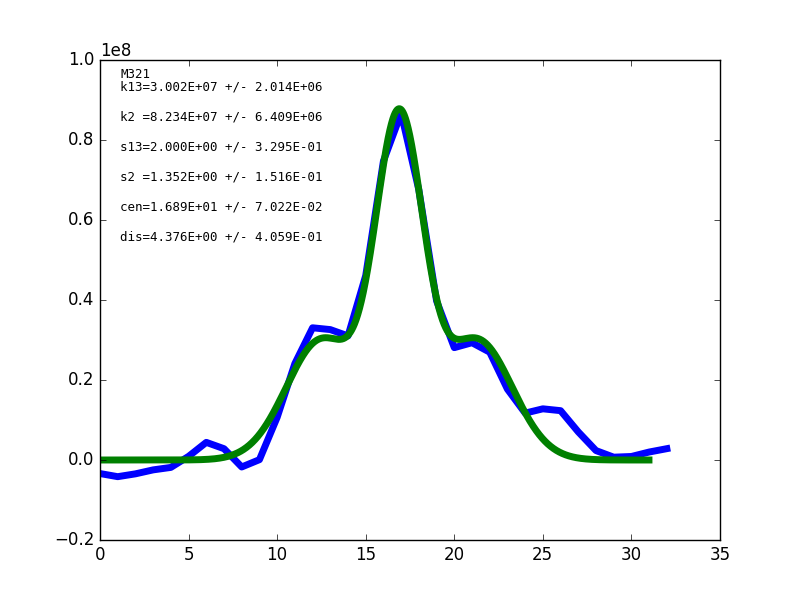 1e8
1.0
M321
k13=3.002E+07 +/- 2.014E+06
k2 =8.234E+07 +/- 6.409E+06
0.8
s13=2.000E+00 +/- 3.295E-01
s2 =1.352E+00 +/- 1.516E-01
cen=1.689E+01 +/- 7.022E-02
0.6
dis=4.376E+00 +/- 4.059E-01
0.4
0.2
0.0
−0.2
0 5 10 15 20 25 30 35